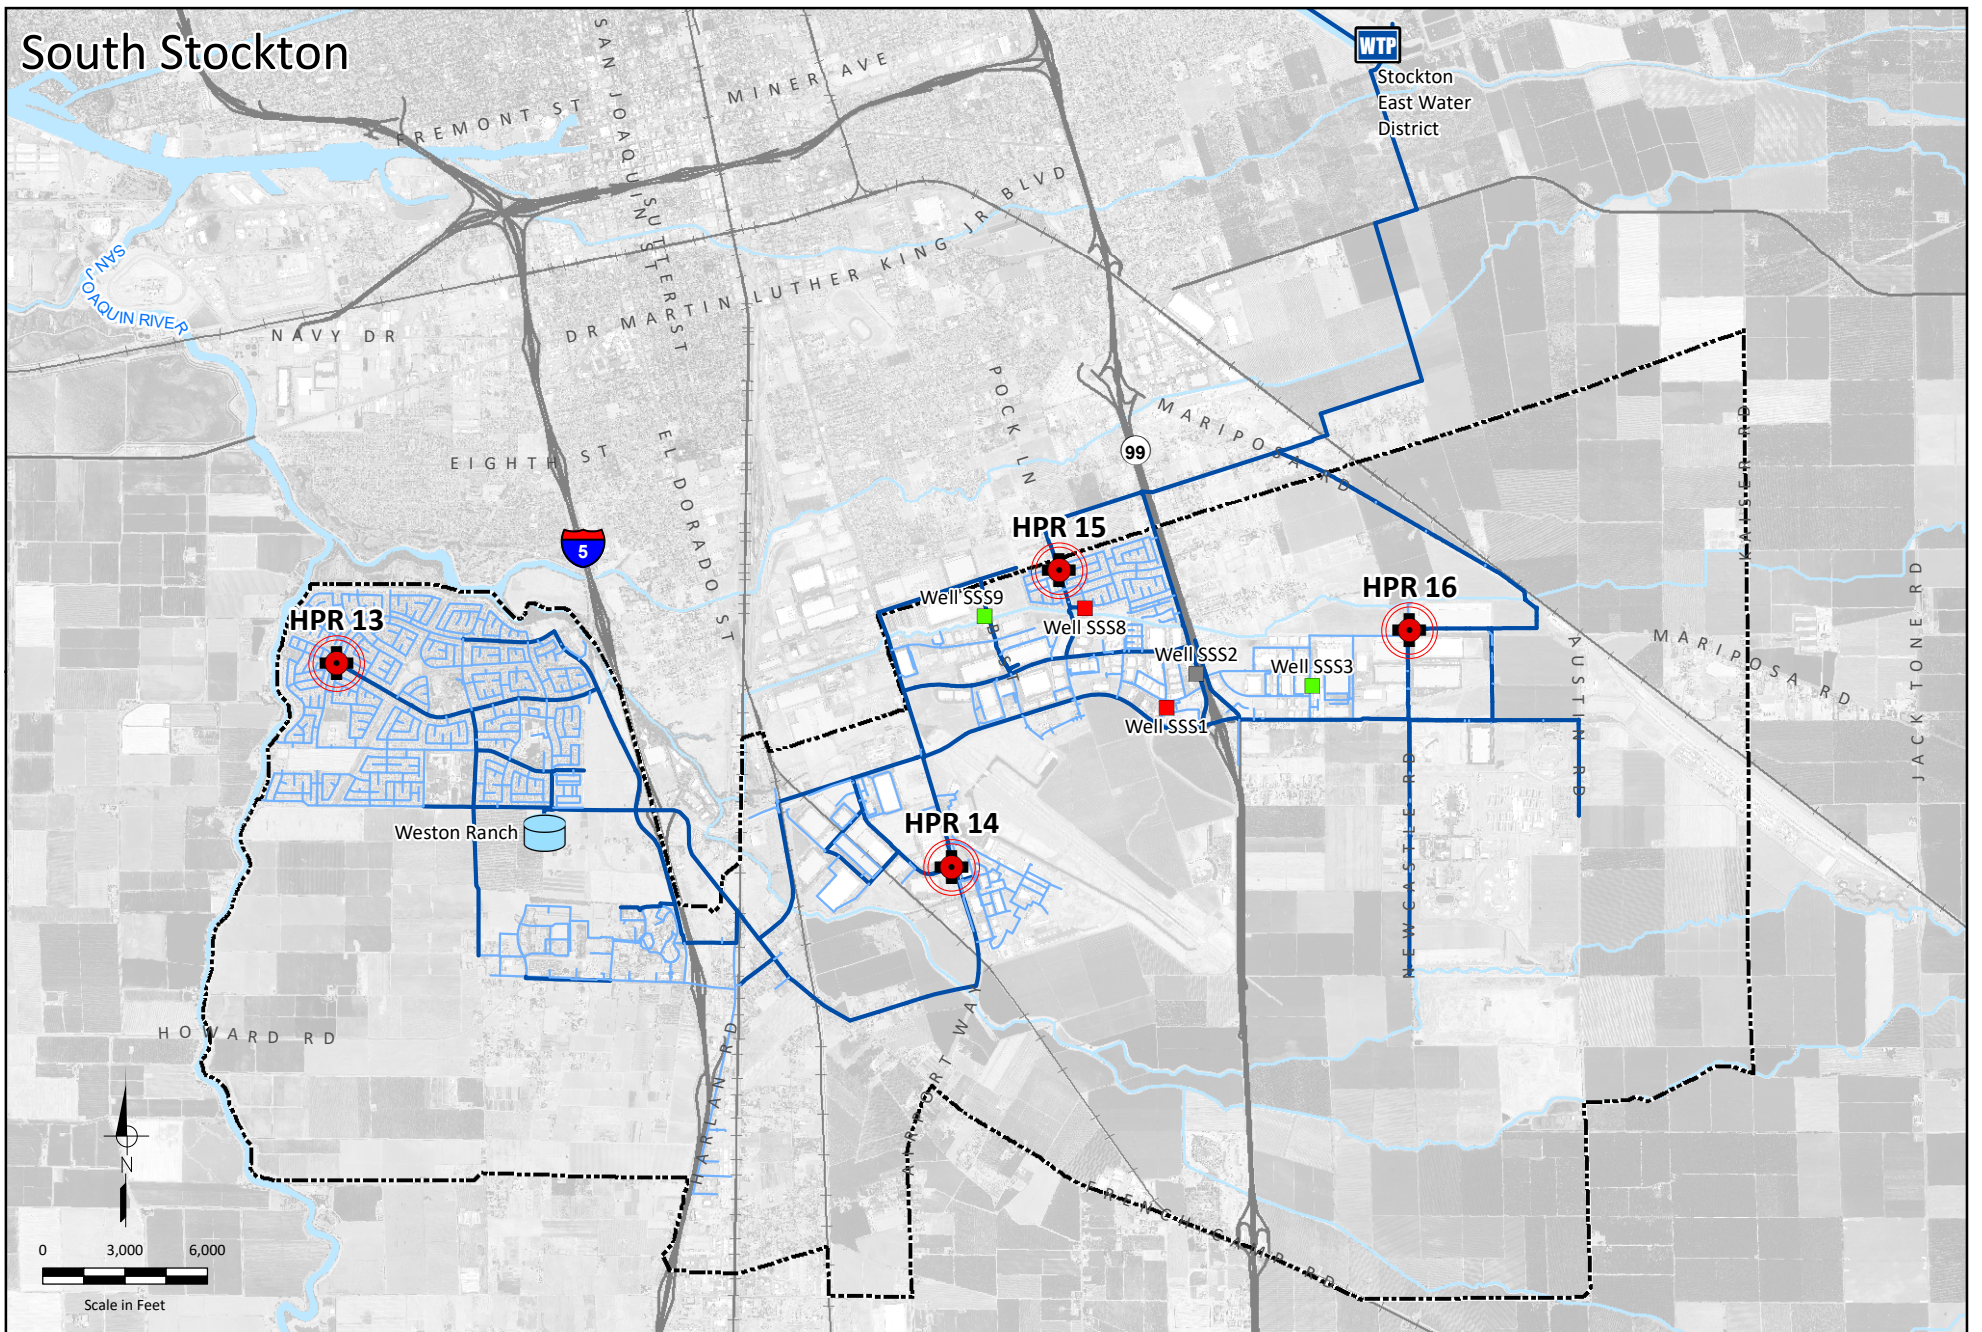 South Stockton
WTP
Stockton
East Water
District
SAN JOAQUIN ST
MINER AVE
FREMONT ST
SUTTER ST
DR MARTIN LUTHER KING JR BLVD
SAN JOAQUIN RIVER
NAVY DR
POCK LN
MARIPOSA RD
KAISER RD
99
EIGHTH ST
EL DORADO ST
5
HPR 15
HPR 16
HPR 13
Well SSS9
Well SSS8
B ST
Well SSS2
Well SSS3
Well SSS1
AUSTIN RD
MARIPOSA RD
JACK TONE RD
Weston Ranch
HPR 14
NEWCASTLE RD
HOWARD RD
HARLAN RD
AIRPORT WAY
FRENCH CAMP RD
N
0 3,000 6,000
Scale in Feet